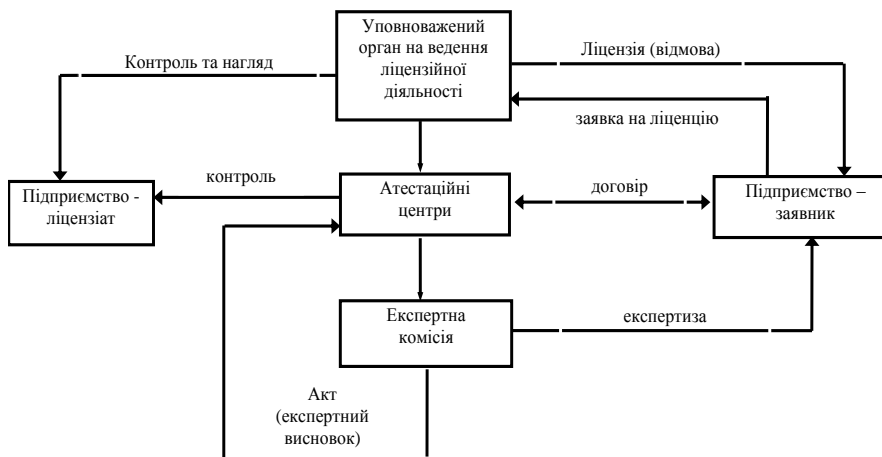 Уповноважений
орган на ведення
ліцензійної
діяльності
Контроль та нагляд
Ліцензія (відмова)
заявка на ліценцію
Підприємство -
ліцензіат
контроль
Атестаційні
центри
договір
Підприємство –
заявник
Експертна
комісія
експертиза
Акт
(експертний
висновок)